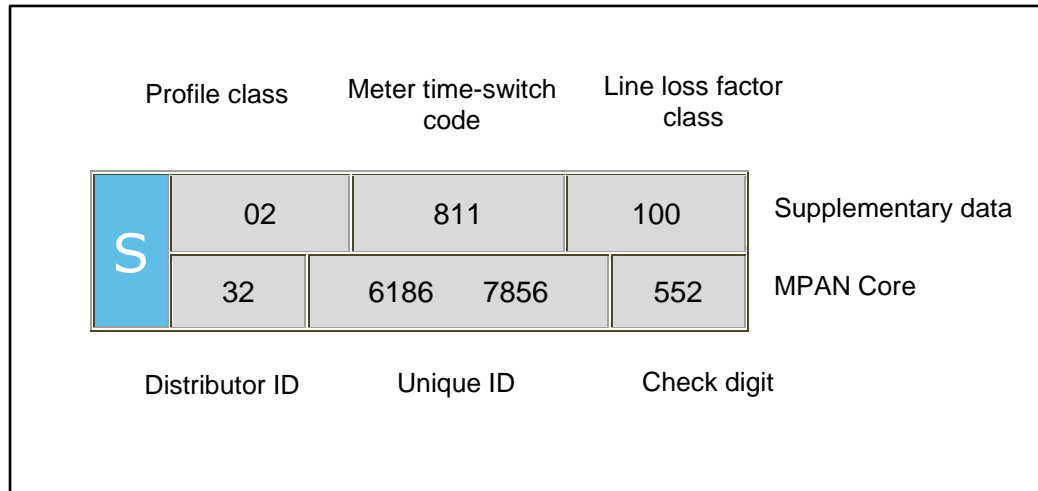 Profile class Meter time-switch code Line loss factor class
S
02 811 100 Supplementary data
32 6186 7856 552 MPAN Core
Distributor ID Unique ID Check digit